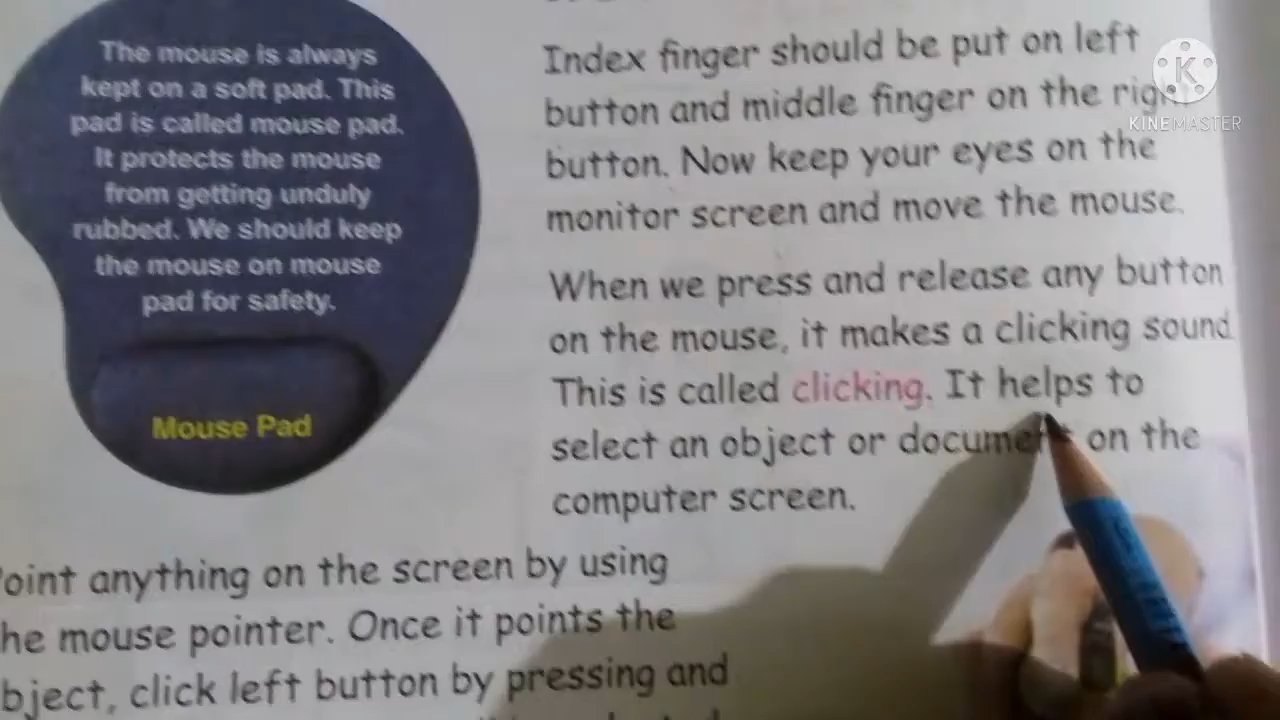 The mouse is always
kept on a soft pad. This
pad is called mouse pad.
It protects the mouse
from getting unduly
rubbed. We should keep
the mouse on mouse
pad for safety.
Mouse Pad
Index finger should be put on left
button and middle finger on the right
button. Now keep your eyes on the
monitor screen and move the mouse.
When we press and release any button
on the mouse, it makes a clicking sound
This is called clicking. It helps to
select an object or document on the
computer screen.
Point anything on the screen by using
he mouse pointer. Once it points the
bject, click left button by pressing and
K
KINEMASTER